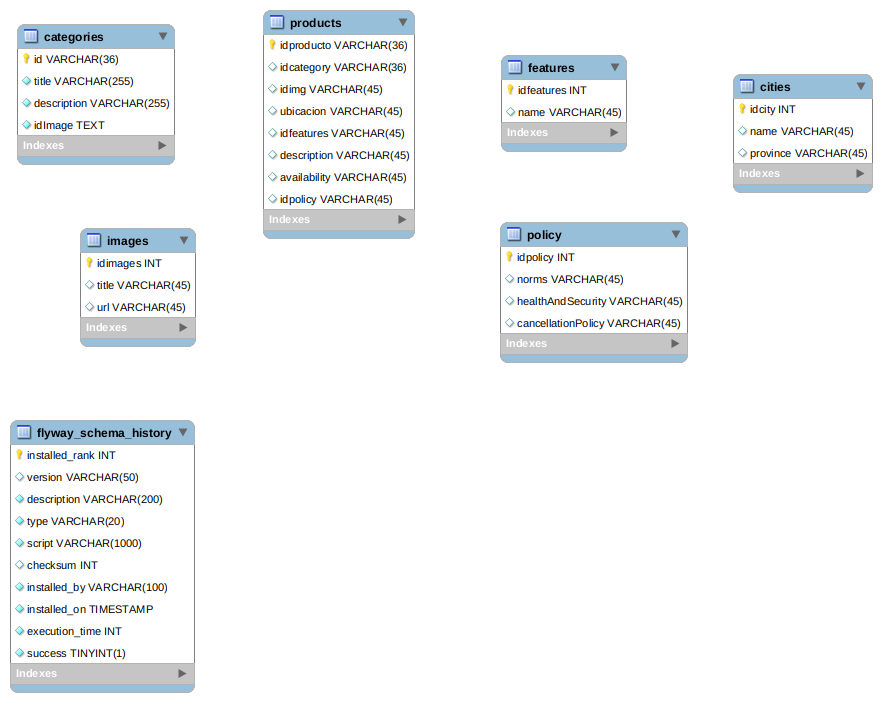 categories
id VARCHAR(36)
title VARCHAR(255)
description VARCHAR(255)
idImage TEXT
Indexes
products
idproducto VARCHAR(36)
idcategory VARCHAR(36)
idimg VARCHAR(45)
ubicacion VARCHAR(45)
idfeatures VARCHAR(45)
description VARCHAR(45)
availability VARCHAR(45)
idpolicy VARCHAR(45)
Indexes
features
idfeatures INT
name VARCHAR(45)
Indexes
cities
idcity INT
name VARCHAR(45)
province VARCHAR(45)
Indexes
images
idimages INT
title VARCHAR(45)
url VARCHAR(45)
Indexes
policy
idpolicy INT
norms VARCHAR(45)
healthAndSecurity VARCHAR(45)
cancellationPolicy VARCHAR(45)
Indexes
flyway_schema_history
installed_rank INT
version VARCHAR(50)
description VARCHAR(200)
type VARCHAR(20)
script VARCHAR(1000)
checksum INT
installed_by VARCHAR(100)
installed_on TIMESTAMP
execution_time INT
success TINYINT(1)
Indexes